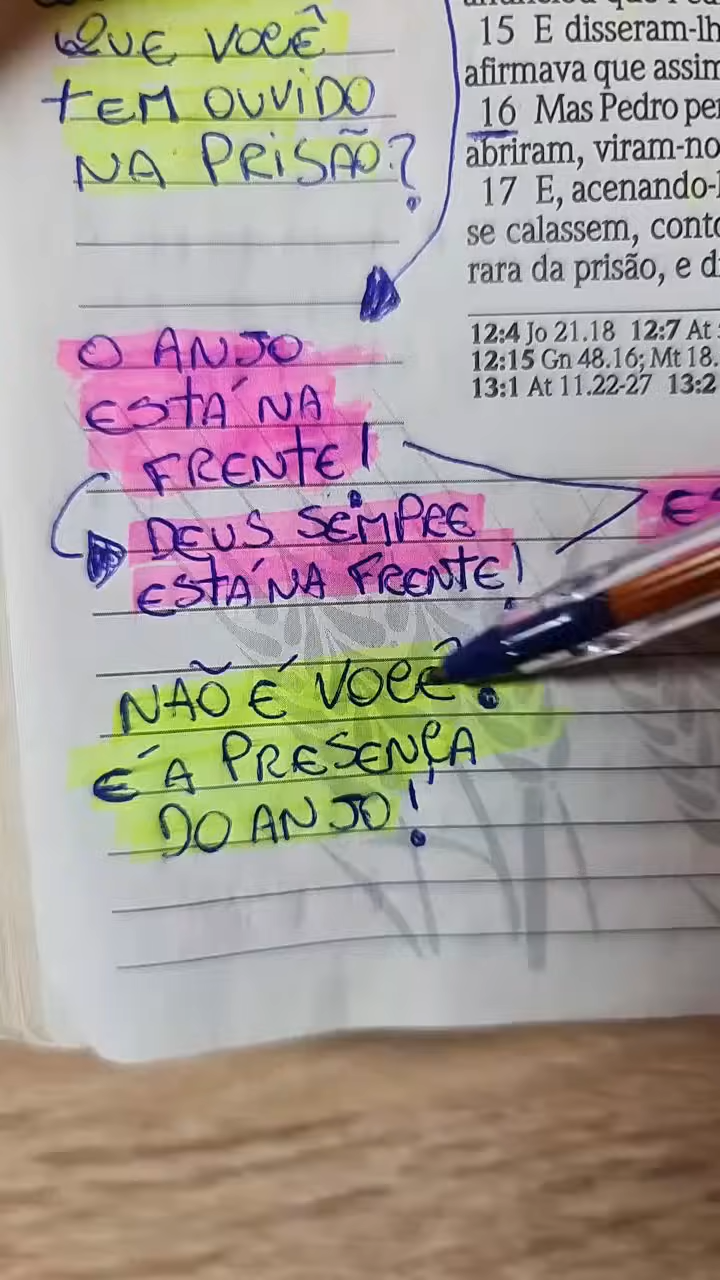 QUE VOCÊ
TEM OUVIDO
NA PRISÃO?
O ANJO
ESTÁ NA
FRENTE!
DEUS SEMPRE
ESTÁ NA FRENTE!
NÃO É VOCÊ!
É A PRESENÇA
DO ANJO!
15 E disseram-lh
afirmava que assim
16 Mas Pedro per
abriram, viram-no
17 E, acenando-l
se calassem, conto
rara da prisão, e d
12:4 Jo 21.18 12:7 At
12:15 Gn 48.16; Mt 18.
13:1 At 11.22-27 13:2
ES